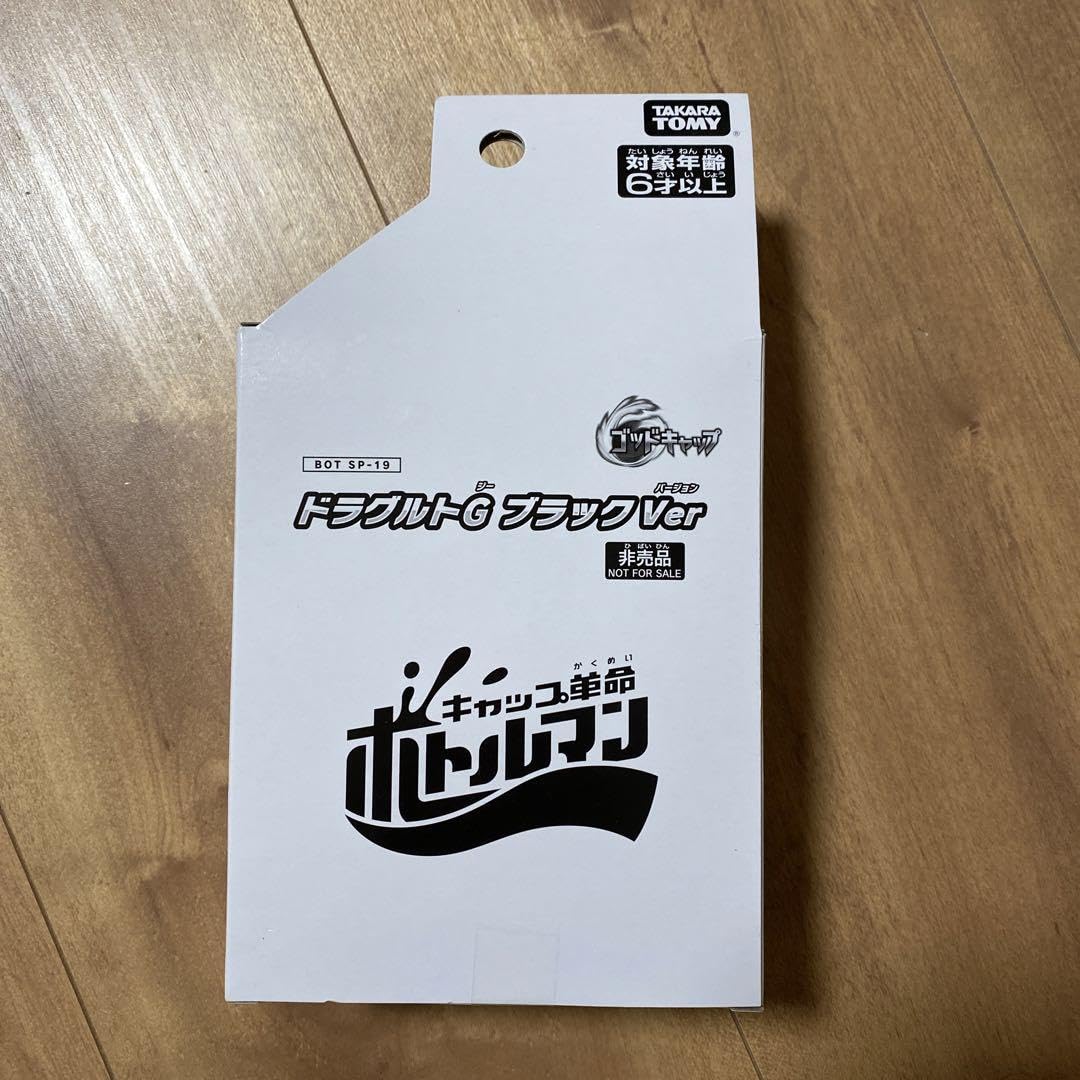 TAKARA
TOMY
®
たいしょうねんれい
対象年齢
さいいじょう
6才以上
ゴッドキャップ
BOT SP-19
ジー バージョン
ドラグルトG ブラックVer
ひばいひん
非売品
NOT FOR SALE
かくめい
キャップ革命
ボトルマン